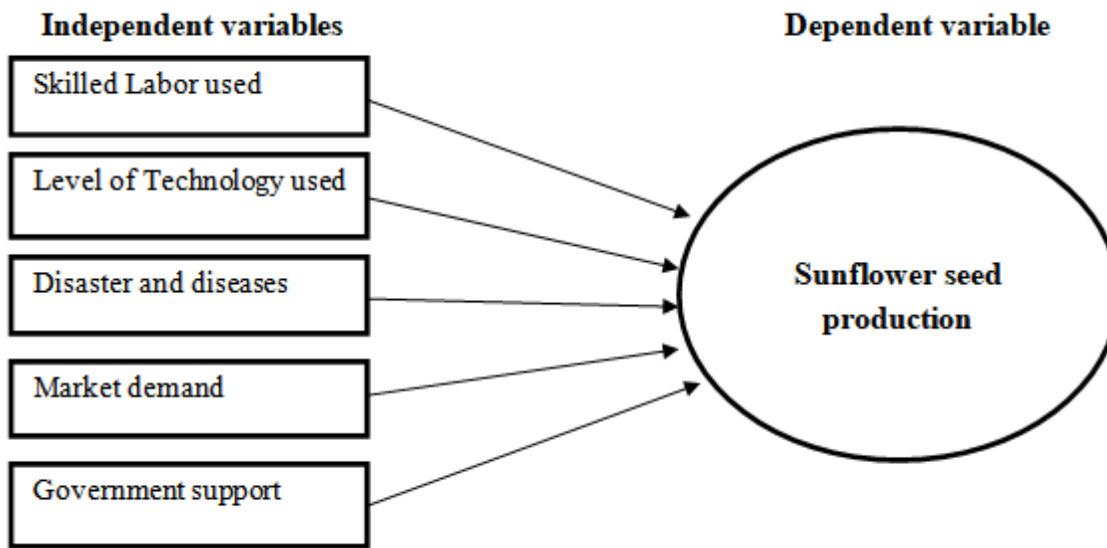 Independent variables
Dependent variable
Skilled Labor used
Level of Technology used
Disaster and diseases
Market demand
Government support
Sunflower seed
production